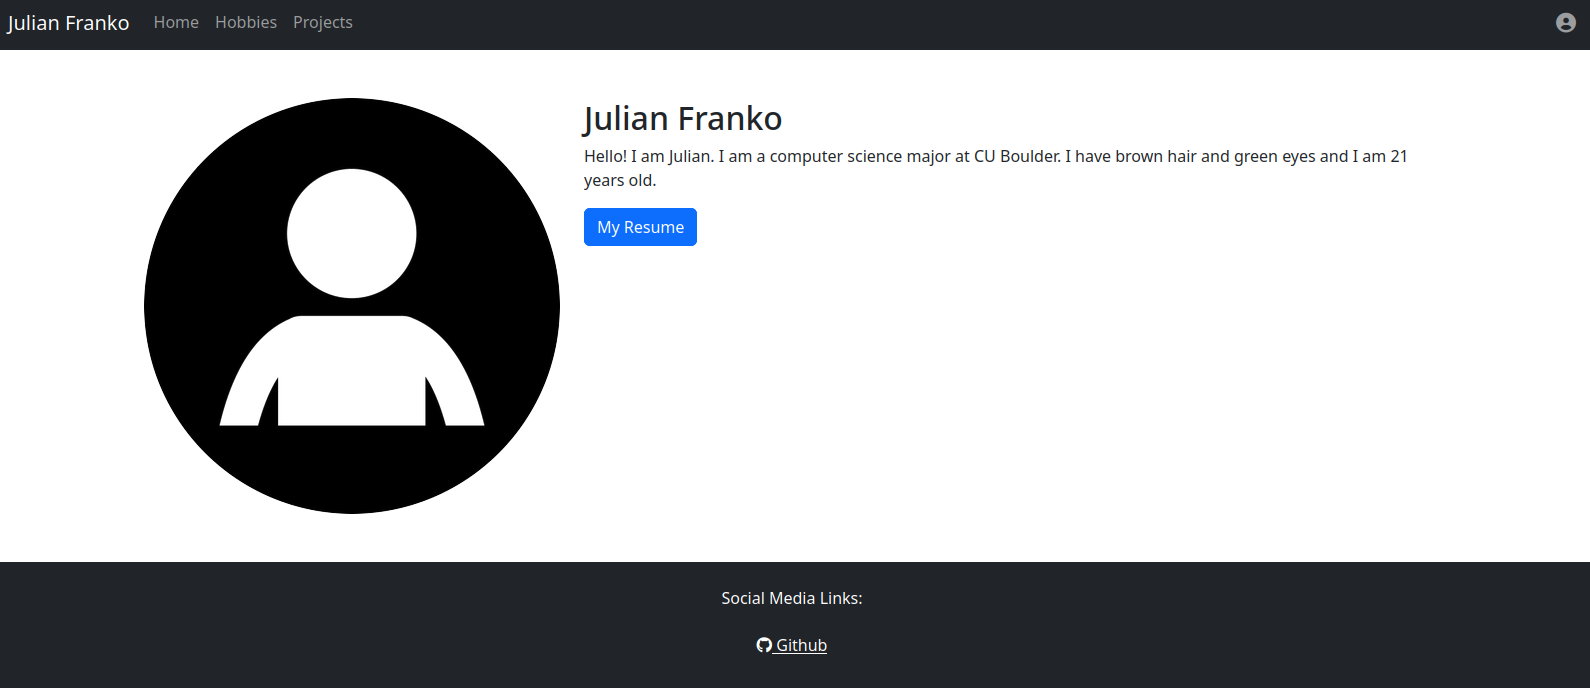 Julian Franko Home Hobbies Projects
Julian Franko
Hello! I am Julian. I am a computer science major at CU Boulder. I have brown hair and green eyes and I am 21
years old.
My Resume
Social Media Links:
Github